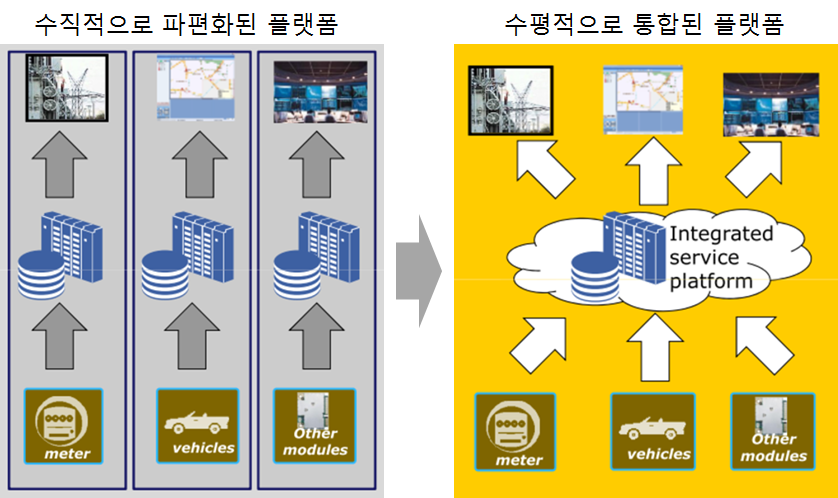 수직적으로 파편화된 플랫폼
수평적으로 통합된 플랫폼
meter
vehicles
Other
modules
Integrated
service
platform
meter
vehicles
Other
modules